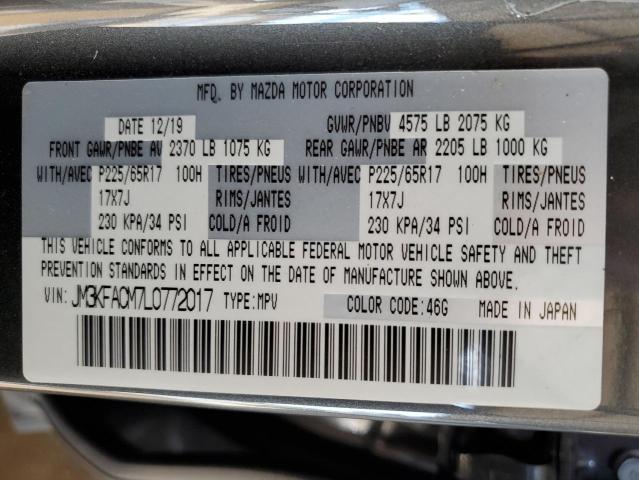 MFG. BY MAZDA MOTOR CORPORATION
DATE 12/19 GVWR/PNBV 4575 LB 2075 KG
FRONT GAWR/PNBE AV 2370 LB 1075 KG REAR GAWR/PNBE AR 2205 LB 1000 KG
WITH/AVEC P225/65R17 100H TIRES/PNEUS WITH/AVEC P225/65R17 100H TIRES/PNEUS
17X7J RIMS/JANTES 17X7J RIMS/JANTES
230 KPA/34 PSI COLD/A FROID 230 KPA/34 PSI COLD/A FROID
THIS VEHICLE CONFORMS TO ALL APPLICABLE FEDERAL MOTOR VEHICLE SAFETY AND THEFT
PREVENTION STANDARDS IN EFFECT ON THE DATE OF MANUFACTURE SHOWN ABOVE.
VIN: JM3KFACM7L0772017 TYPE:MPV COLOR CODE:46G MADE IN JAPAN